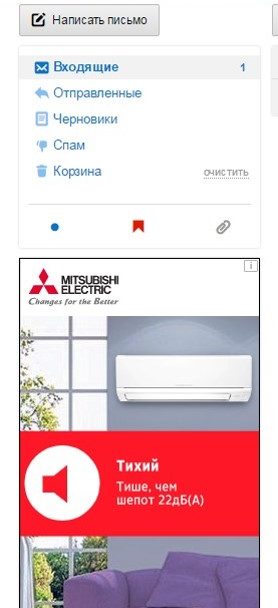 Написать письмо
Входящие 1
Отправленные
Черновики
Спам
Корзина очистить
MITSUBISHI
ELECTRIC
Changes for the Better
Тихий
Тише, чем
шепот 22дБ(А)